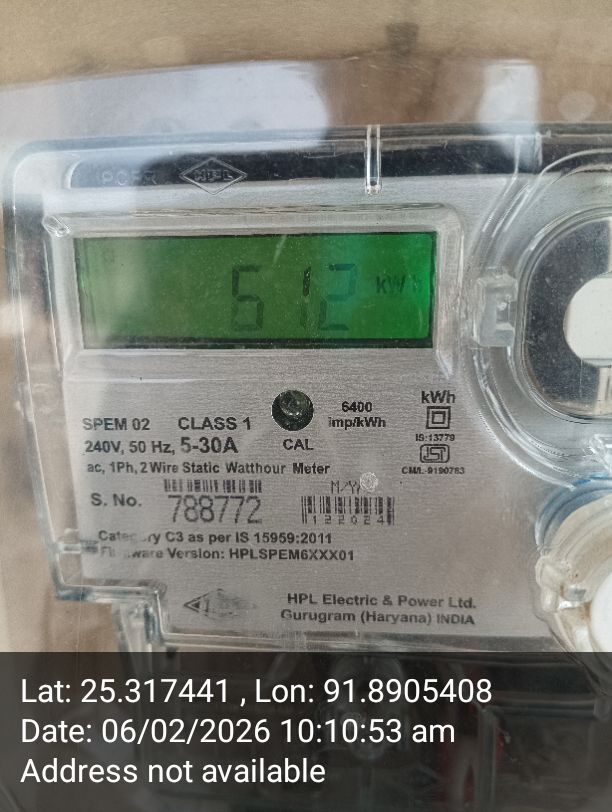 HPL
612 kWh
SPEM 02 CLASS 1
6400
imp/kWh
kWh
240V, 50 Hz, 5-30A
CAL
IS:13779
ISI
ac, 1Ph, 2 Wire Static Watthour Meter
CM/L-9190763
M/Y
S. No. 788772
122024
C3 as per IS 15959:2011
Version: HPLSPEM6XXX01
HPL Electric & Power Ltd.
Gurugram (Haryana) INDIA
Lat: 25.317441 , Lon: 91.8905408
Date: 06/02/2026 10:10:53 am
Address not available